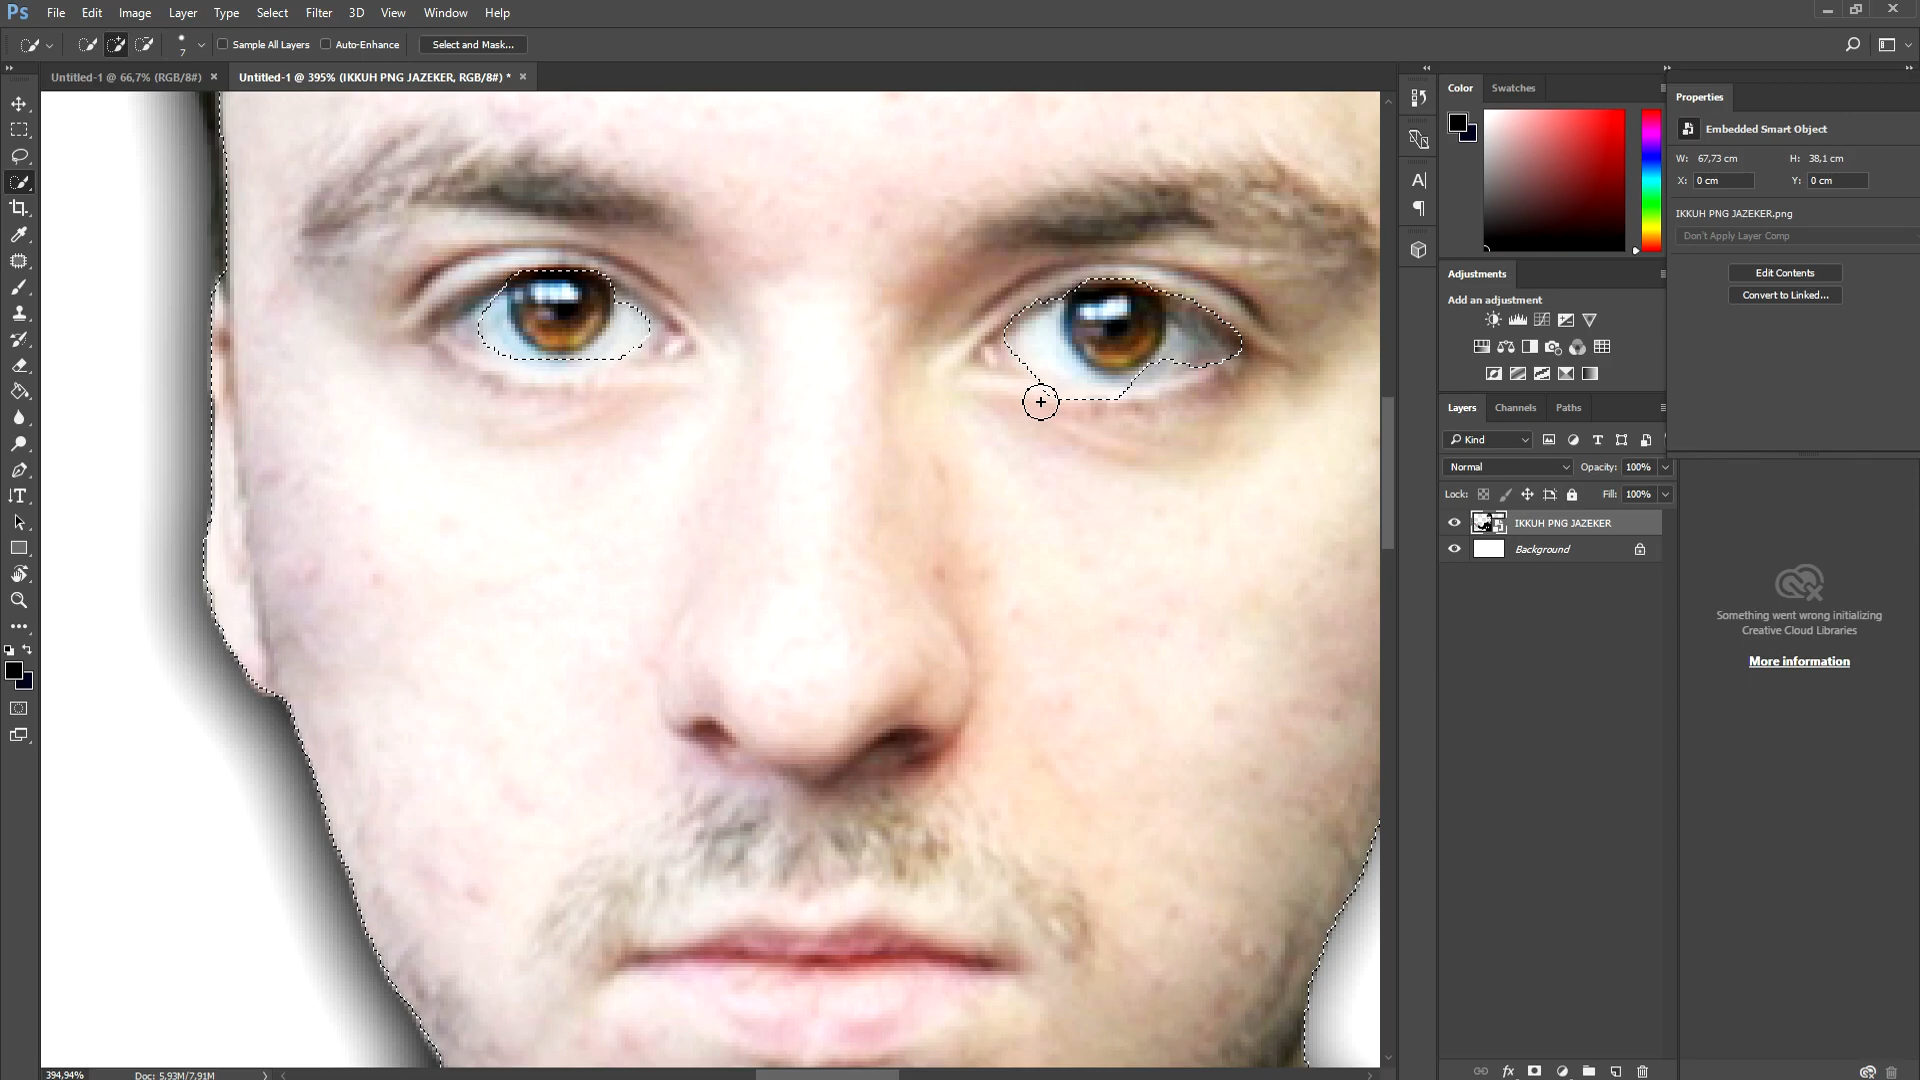 Ps File Edit Image Layer Type Select Filter 3D View Window Help
7 Sample All Layers Auto-Enhance Select and Mask...
Untitled-1 @ 66,7% (RGB/8#) × Untitled-1 @ 395% (IKKUH PNG JAZEKER, RGB/8#) * ×
Color Swatches
Properties
Embedded Smart Object
W: 67,73 cm H: 38,1 cm
X: 0 cm Y: 0 cm
IKKUH PNG JAZEKER.png
Don't Apply Layer Comp
Edit Contents
Convert to Linked...
Adjustments
Add an adjustment
Layers Channels Paths
Kind
Normal Opacity: 100%
Lock: Fill: 100%
IKKUH PNG JAZEKER
Background
Something went wrong initializing
Creative Cloud Libraries
More information
394,94% Doc: 5,93M/7,91M
fx